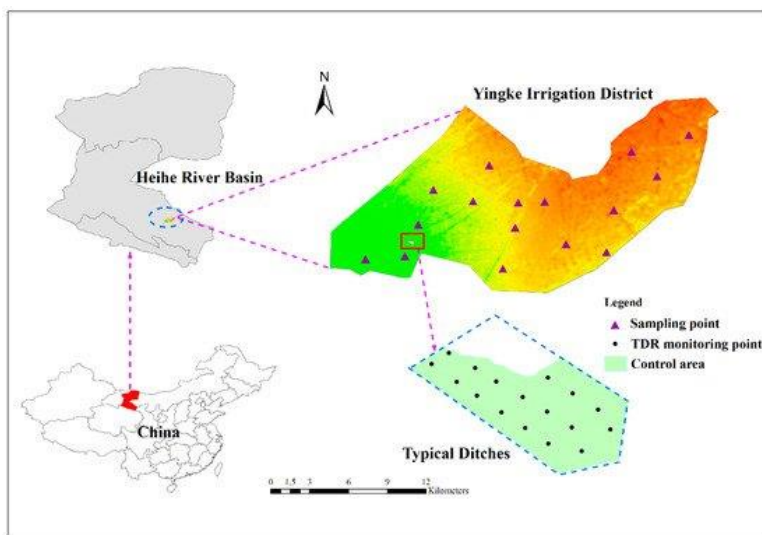 N
Yingke Irrigation District
Heihe River Basin
Legend
Sampling point
TDR monitoring point
Control area
China
Typical Ditches
0 1.5 3 6 9 12
Kilometers